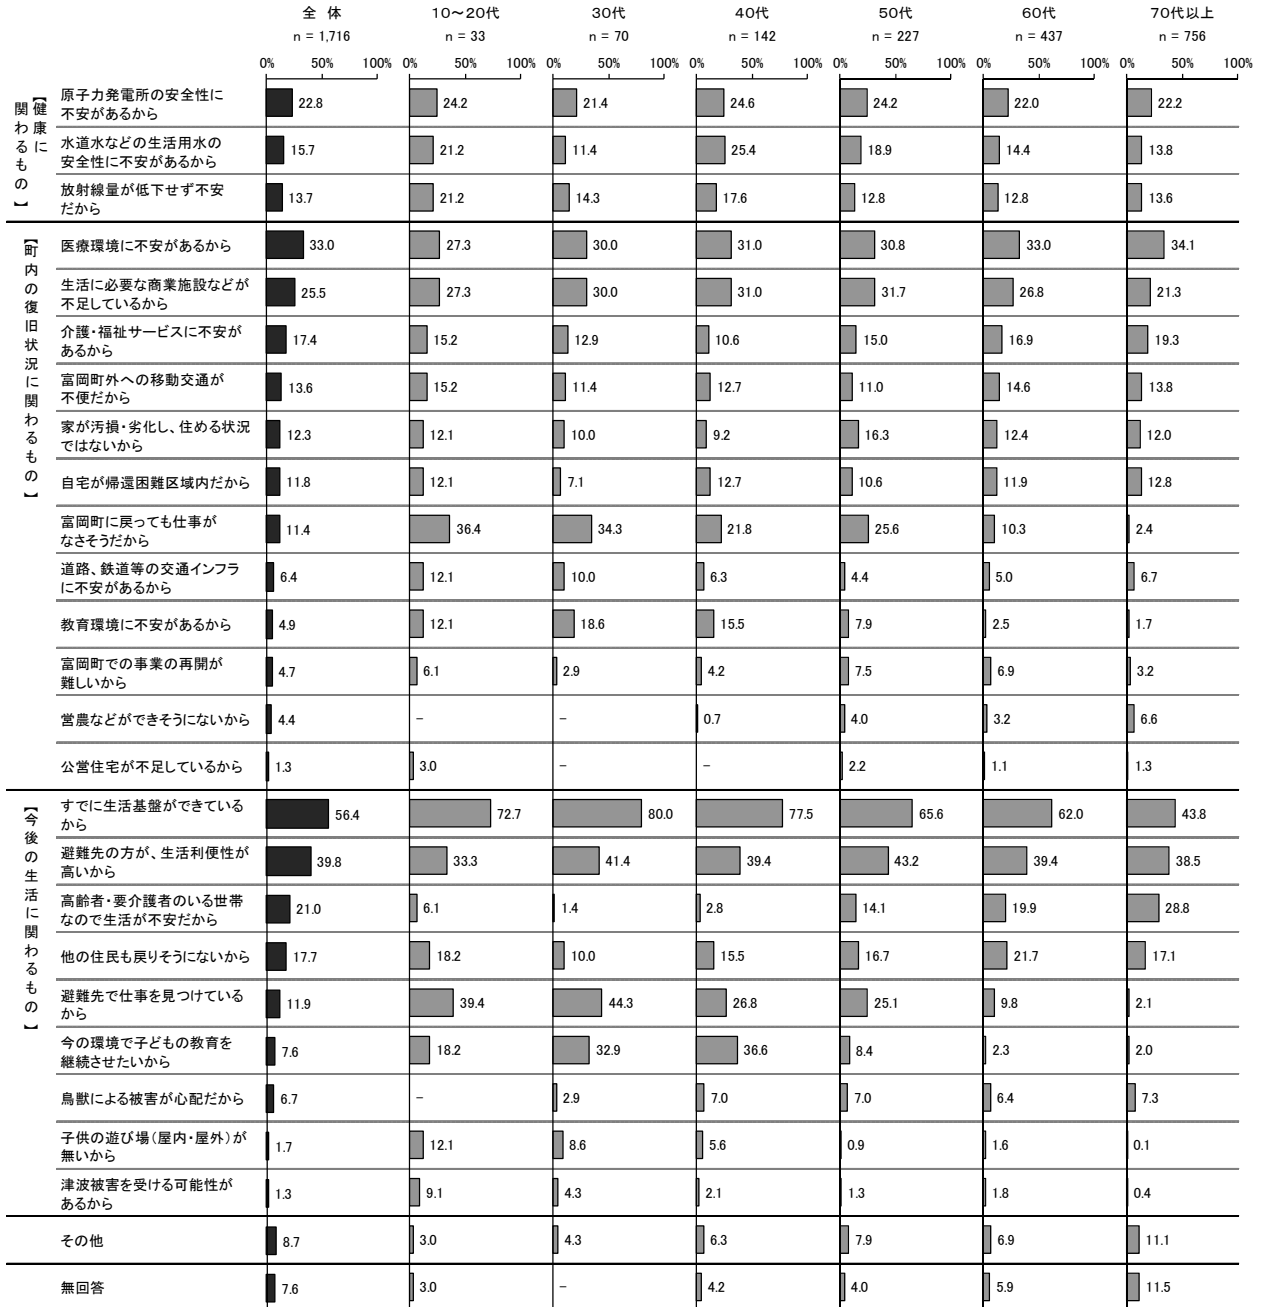 全 体 10～20代 30代 40代 50代 60代 70代以上
n = 1,716 n = 33 n = 70 n = 142 n = 227 n = 437 n = 756
0% 50% 100% 0% 50% 100% 0% 50% 100% 0% 50% 100% 0% 50% 100% 0% 50% 100% 0% 50% 100%
【健康に
関わるもの】
原子力発電所の安全性に
不安があるから
22.8 24.2 21.4 24.6 24.2 22.0 22.2
水道水などの生活用水の
安全性に不安があるから
15.7 21.2 11.4 25.4 18.9 14.4 13.8
放射線量が低下せず不安
だから
13.7 21.2 14.3 17.6 12.8 12.8 13.6
【町内の復旧状況に関わるもの】
医療環境に不安があるから
33.0 27.3 30.0 31.0 30.8 33.0 34.1
生活に必要な商業施設などが
不足しているから
25.5 27.3 30.0 31.0 31.7 26.8 21.3
介護・福祉サービスに不安が
あるから
17.4 15.2 12.9 10.6 15.0 16.9 19.3
富岡町外への移動交通が
不便だから
13.6 15.2 11.4 12.7 11.0 14.6 13.8
家が汚損・劣化し、住める状況
ではないから
12.3 12.1 10.0 9.2 16.3 12.4 12.0
自宅が帰還困難区域内だから
11.8 12.1 7.1 12.7 10.6 11.9 12.8
富岡町に戻っても仕事が
なさそうだから
11.4 36.4 34.3 21.8 25.6 10.3 2.4
道路、鉄道等の交通インフラ
に不安があるから
6.4 12.1 10.0 6.3 4.4 5.0 6.7
教育環境に不安があるから
4.9 12.1 18.6 15.5 7.9 2.5 1.7
富岡町での事業の再開が
難しいから
4.7 6.1 2.9 4.2 7.5 6.9 3.2
営農などができそうにないから
4.4 － － 0.7 4.0 3.2 6.6
公営住宅が不足しているから
1.3 3.0 － － 2.2 1.1 1.3
【今後の生活に関わるもの】
すでに生活基盤ができている
から
56.4 72.7 80.0 77.5 65.6 62.0 43.8
避難先の方が、生活利便性が
高いから
39.8 33.3 41.4 39.4 43.2 39.4 38.5
高齢者・要介護者のいる世帯
なので生活が不安だから
21.0 6.1 1.4 2.8 14.1 19.9 28.8
他の住民も戻りそうにないから
17.7 18.2 10.0 15.5 16.7 21.7 17.1
避難先で仕事を見つけている
から
11.9 39.4 44.3 26.8 25.1 9.8 2.1
今の環境で子どもの教育を
継続させたいから
7.6 18.2 32.9 36.6 8.4 2.3 2.0
鳥獣による被害が心配だから
6.7 － 2.9 7.0 7.0 6.4 7.3
子供の遊び場（屋内・屋外）が
無いから
1.7 12.1 8.6 5.6 0.9 1.6 0.1
津波被害を受ける可能性が
あるから
1.3 9.1 4.3 2.1 1.3 1.8 0.4
その他
8.7 3.0 4.3 6.3 7.9 6.9 11.1
無回答
7.6 3.0 － 4.2 4.0 5.9 11.5